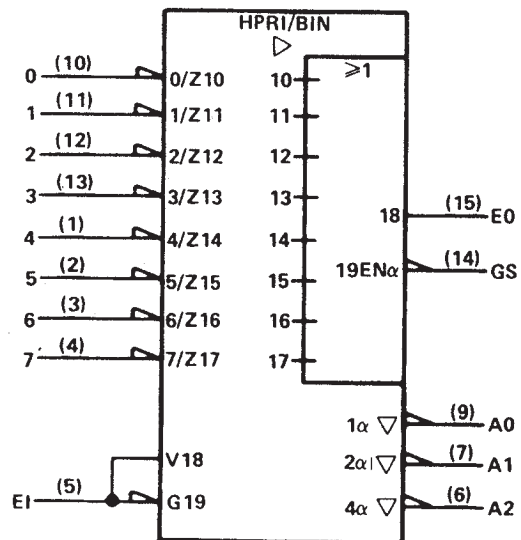 HPRI/BIN
▷
≥1
0 (10) 0/Z10 10
1 (11) 1/Z11 11
2 (12) 2/Z12 12
3 (13) 3/Z13 13
18 (15) E0
4 (1) 4/Z14 14
19ENα (14) GS
5 (2) 5/Z15 15
6 (3) 6/Z16 16
7 (4) 7/Z17 17
1α ▽ (9) A0
V18
2α ▽ (7) A1
EI (5) G19
4α ▽ (6) A2